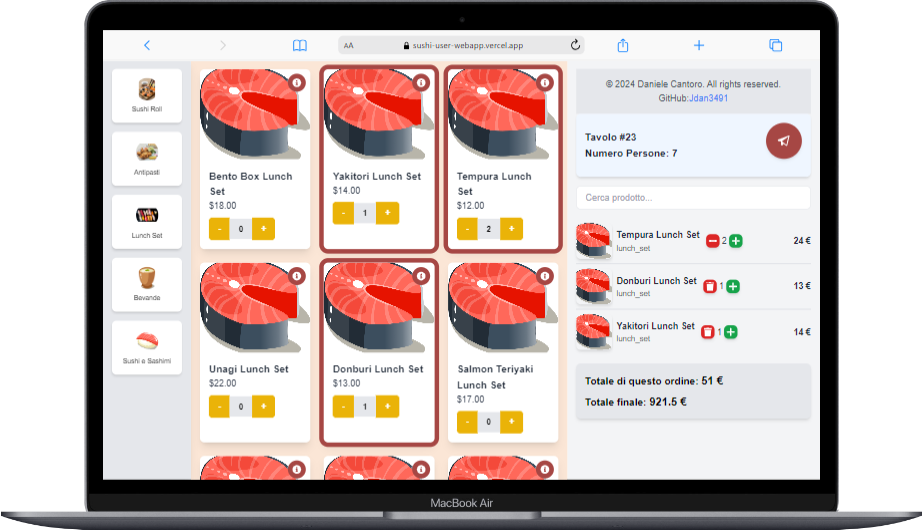 AA
sushi-user-webapp.vercel.app
Sushi Roll
Antipasti
Lunch Set
Bevande
Sushi e Sashimi
Bento Box Lunch
Set
$18.00
- 0 +
Yakitori Lunch Set
$14.00
- 1 +
Tempura Lunch
Set
$12.00
- 2 +
Unagi Lunch Set
$22.00
- 0 +
Donburi Lunch Set
$13.00
- 1 +
Salmon Teriyaki
Lunch Set
$17.00
- 0 +
© 2024 Daniele Cantoro. All rights reserved.
GitHub:Jdan3491
Tavolo #23
Numero Persone: 7
Cerca prodotto...
Tempura Lunch Set 2 24 €
lunch_set
Donburi Lunch Set 1 13 €
lunch_set
Yakitori Lunch Set 1 14 €
lunch_set
Totale di questo ordine: 51 €
Totale finale: 921.5 €
MacBook Air